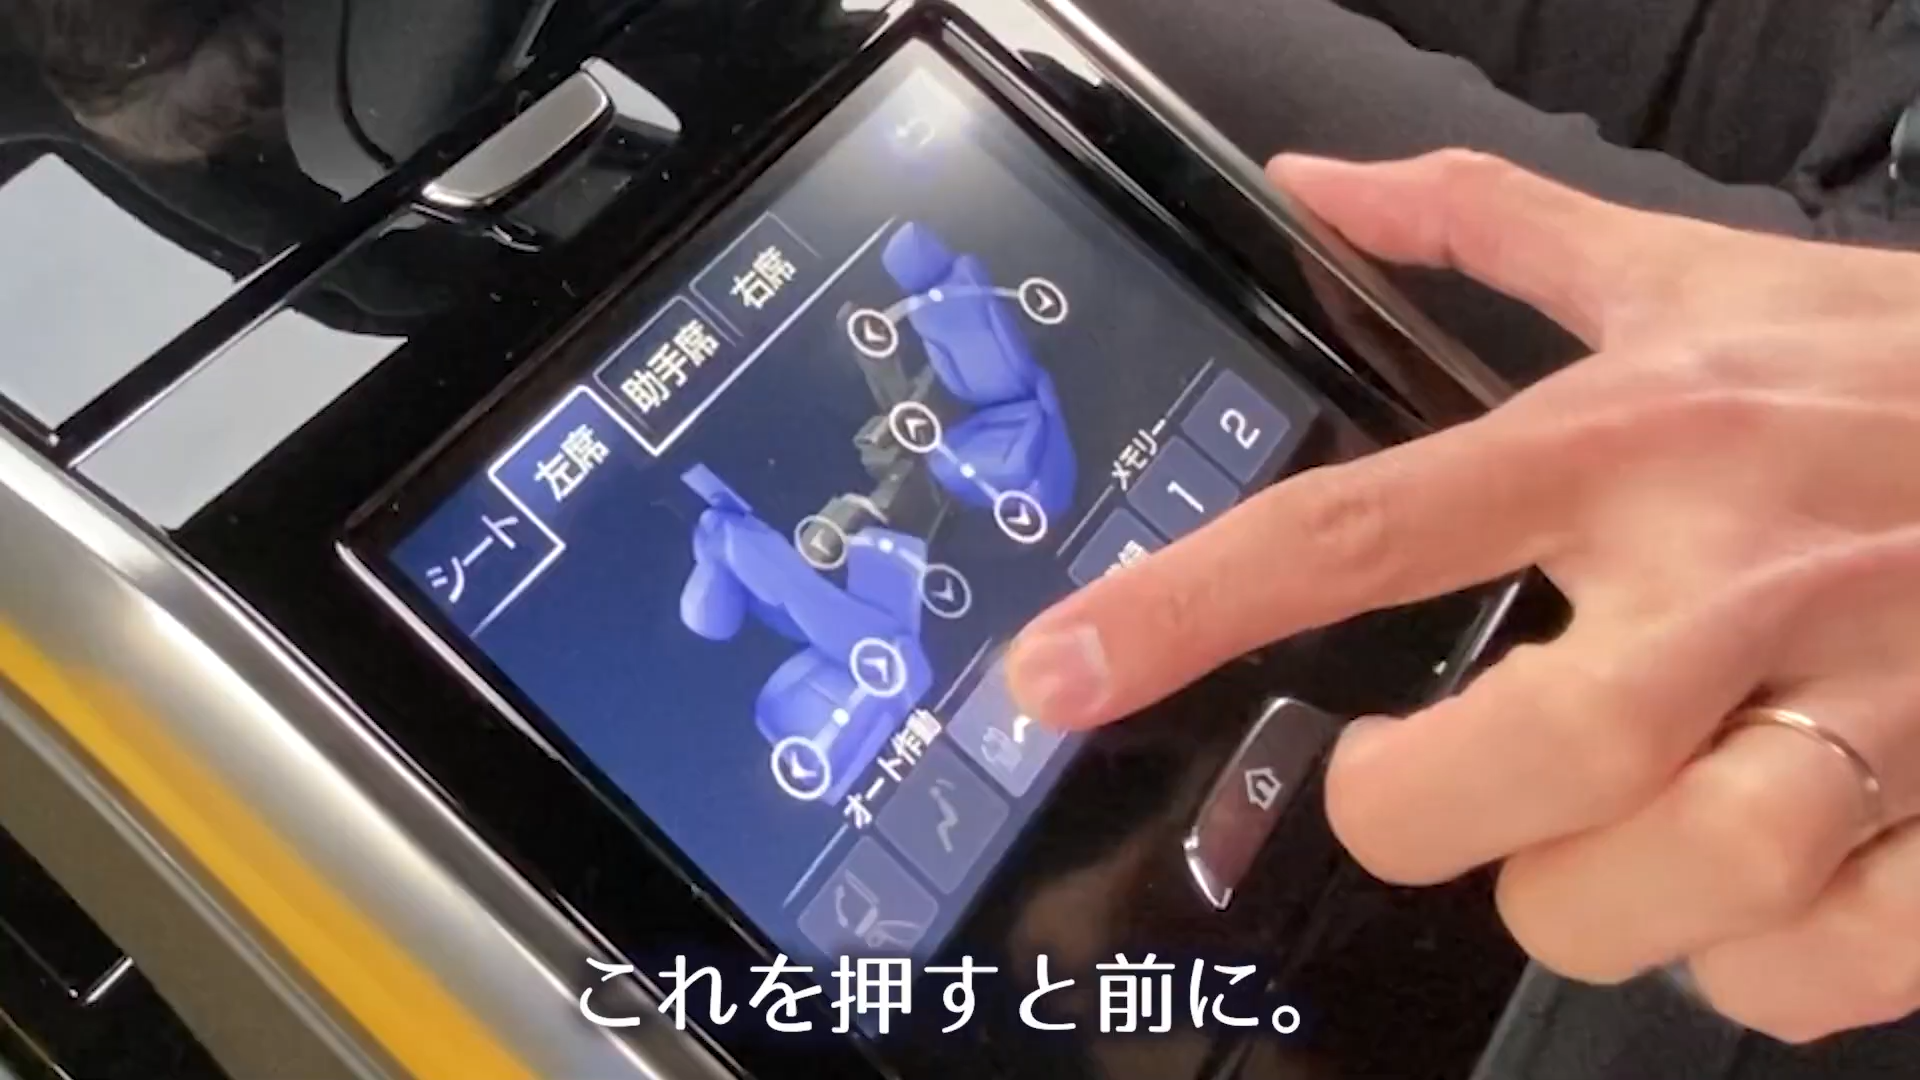 シート
左席
助手席
右席
メモリー
1
2
オート作動
これを押すと前に。